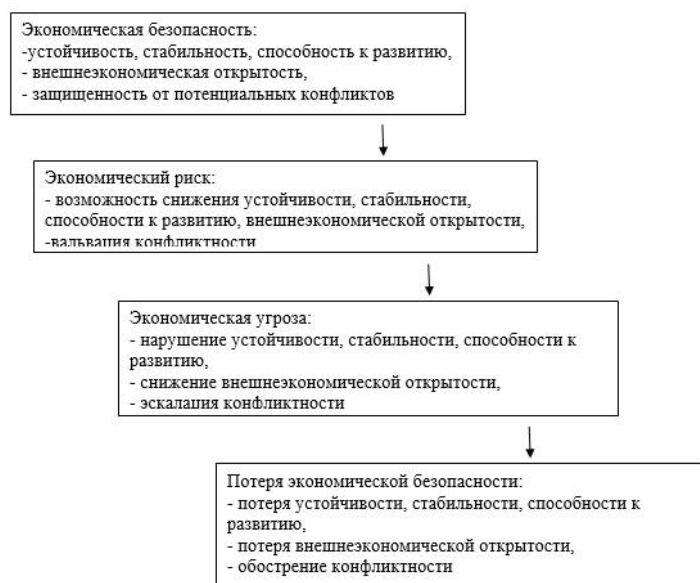 Экономическая безопасность:
-устойчивость, стабильность, способность к развитию,
- внешнеэкономическая открытость,
- защищенность от потенциальных конфликтов
Экономический риск:
- возможность снижения устойчивости, стабильности,
способности к развитию, внешнеэкономической открытости,
-вальвация конфликтности
Экономическая угроза:
- нарушение устойчивости, стабильности, способности к
развитию,
- снижение внешнеэкономической открытости,
- эскалация конфликтности
Потеря экономической безопасности:
- потеря устойчивости, стабильности, способности к
развитию,
- потеря внешнеэкономической открытости,
- обострение конфликтности